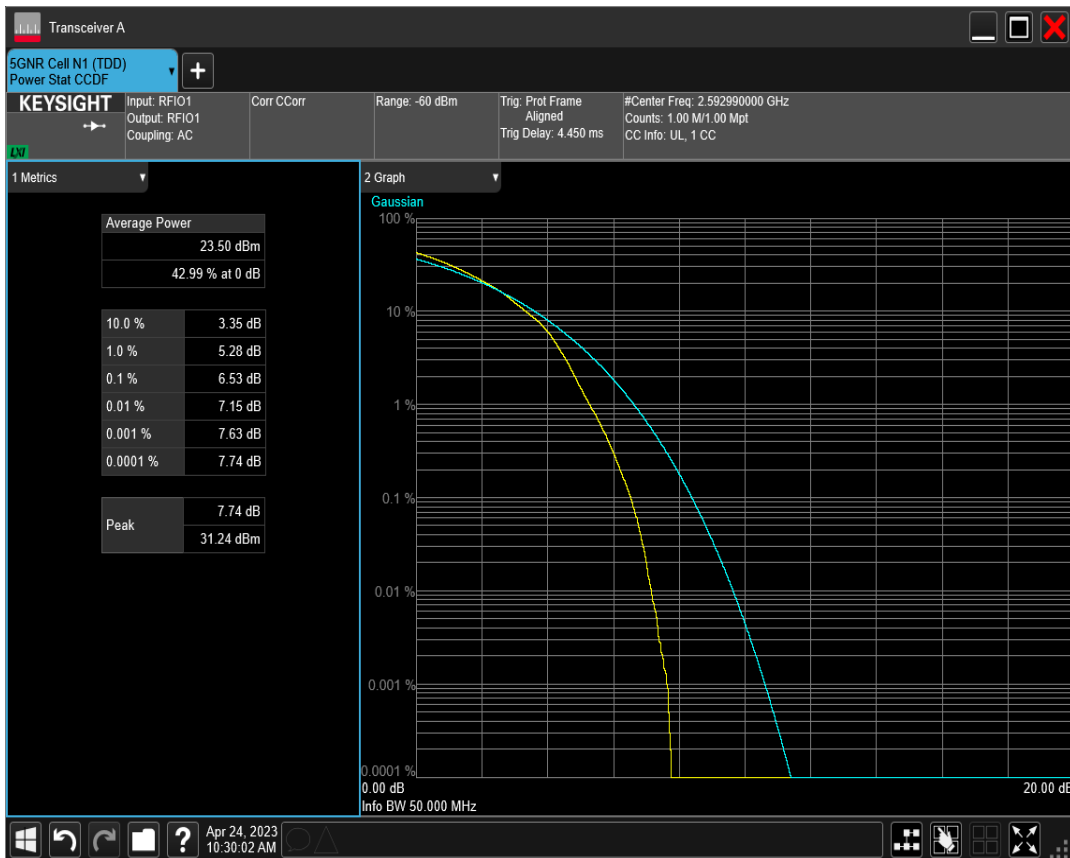 Transceiver A
5GNR Cell N1 (TDD)
Power Stat CCDF
KEYSIGHT
LXI
Input: RFIO1
Output: RFIO1
Coupling: AC
Corr CCorr
Range: -60 dBm
Trig: Prot Frame
Aligned
Trig Delay: 4.450 ms
#Center Freq: 2.592990000 GHz
Counts: 1.00 M/1.00 Mpt
CC Info: UL, 1 CC
1 Metrics
Average Power
23.50 dBm
42.99 % at 0 dB
10.0 % 3.35 dB
1.0 % 5.28 dB
0.1 % 6.53 dB
0.01 % 7.15 dB
0.001 % 7.63 dB
0.0001 % 7.74 dB
Peak 7.74 dB
31.24 dBm
2 Graph
Gaussian
100 %
10 %
1 %
0.1 %
0.01 %
0.001 %
0.0001 %
0.00 dB 20.00 dB
Info BW 50.000 MHz
?
Apr 24, 2023
10:30:02 AM